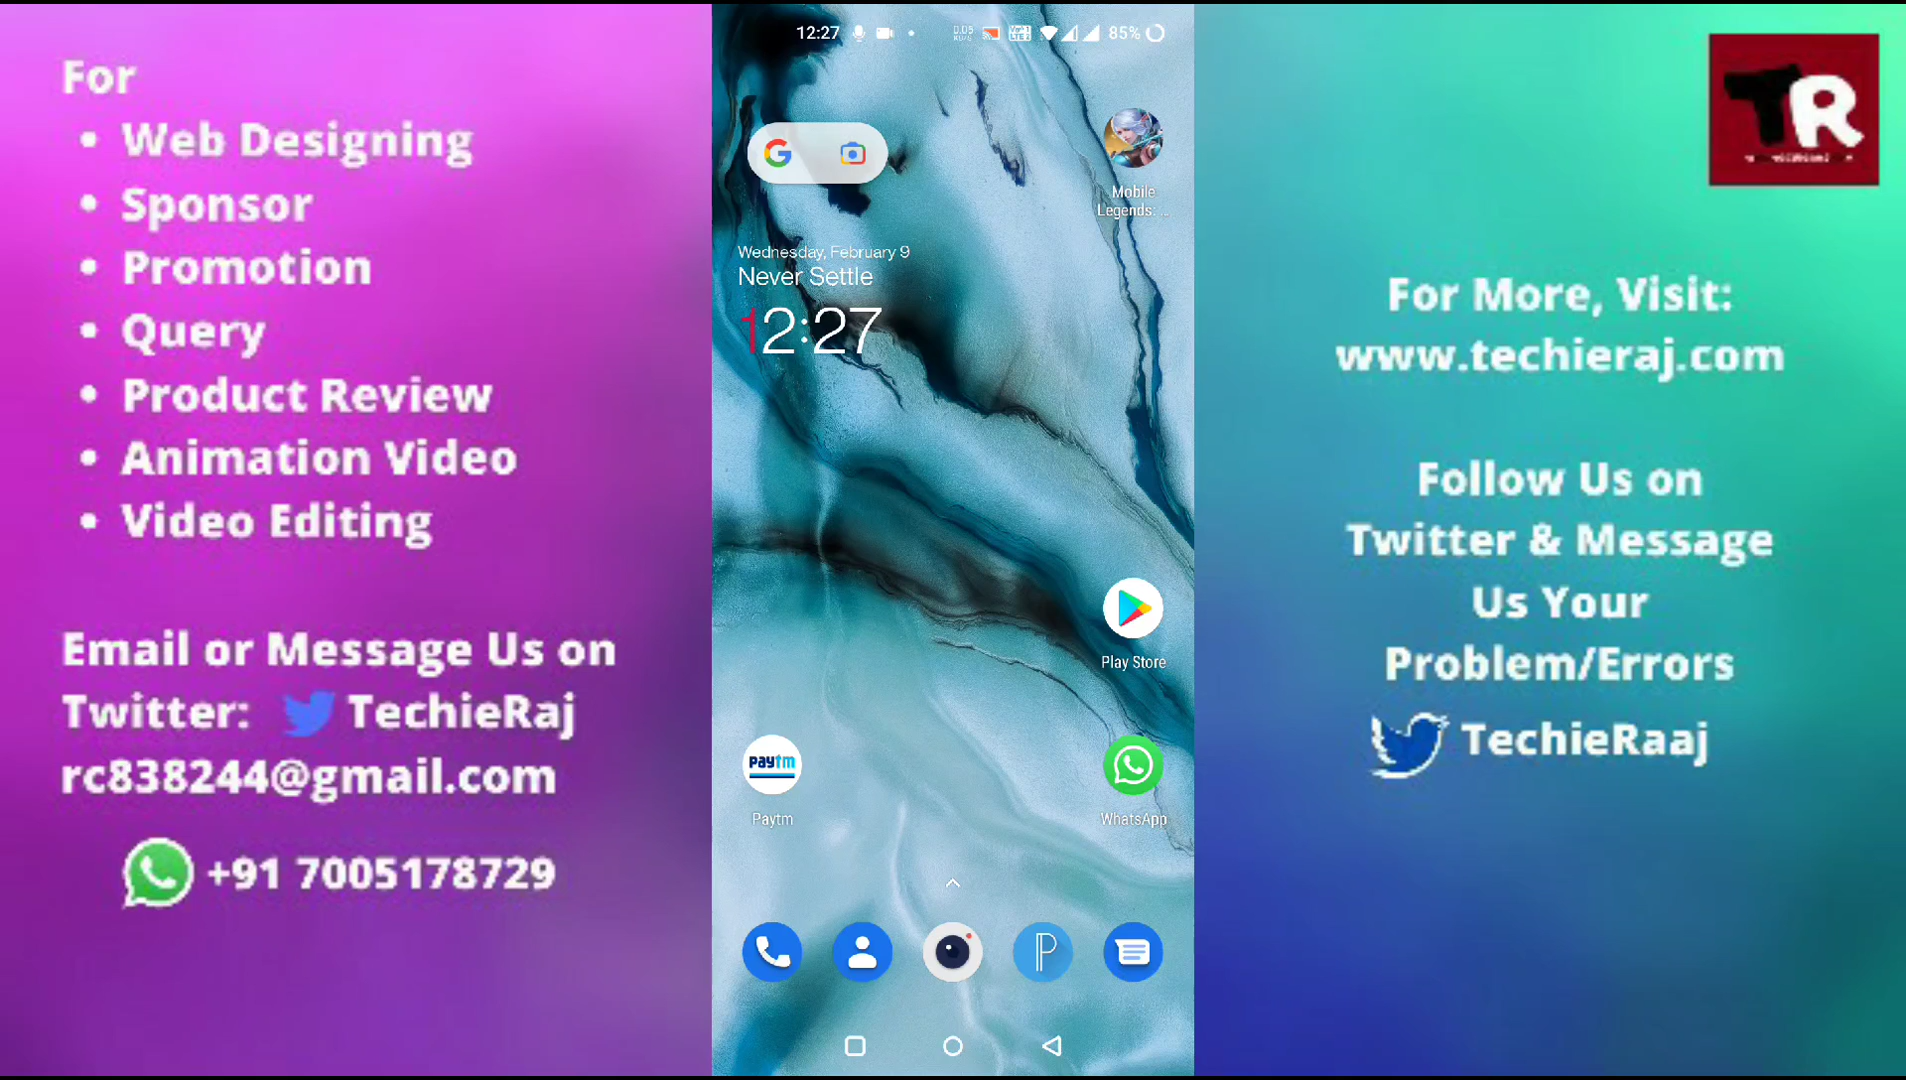 For
• Web Designing
• Sponsor
• Promotion
• Query
• Product Review
• Animation Video
• Video Editing
Email or Message Us on
Twitter: TechieRaj
rc838244@gmail.com
+91 7005178729
12:27
85%
Mobile
Legends: ...
Wednesday, February 9
Never Settle
12:27
Play Store
Paytm
Paytm
WhatsApp
TR
For More, Visit:
www.techieraj.com
Follow Us on
Twitter & Message
Us Your
Problem/Errors
TechieRaaj